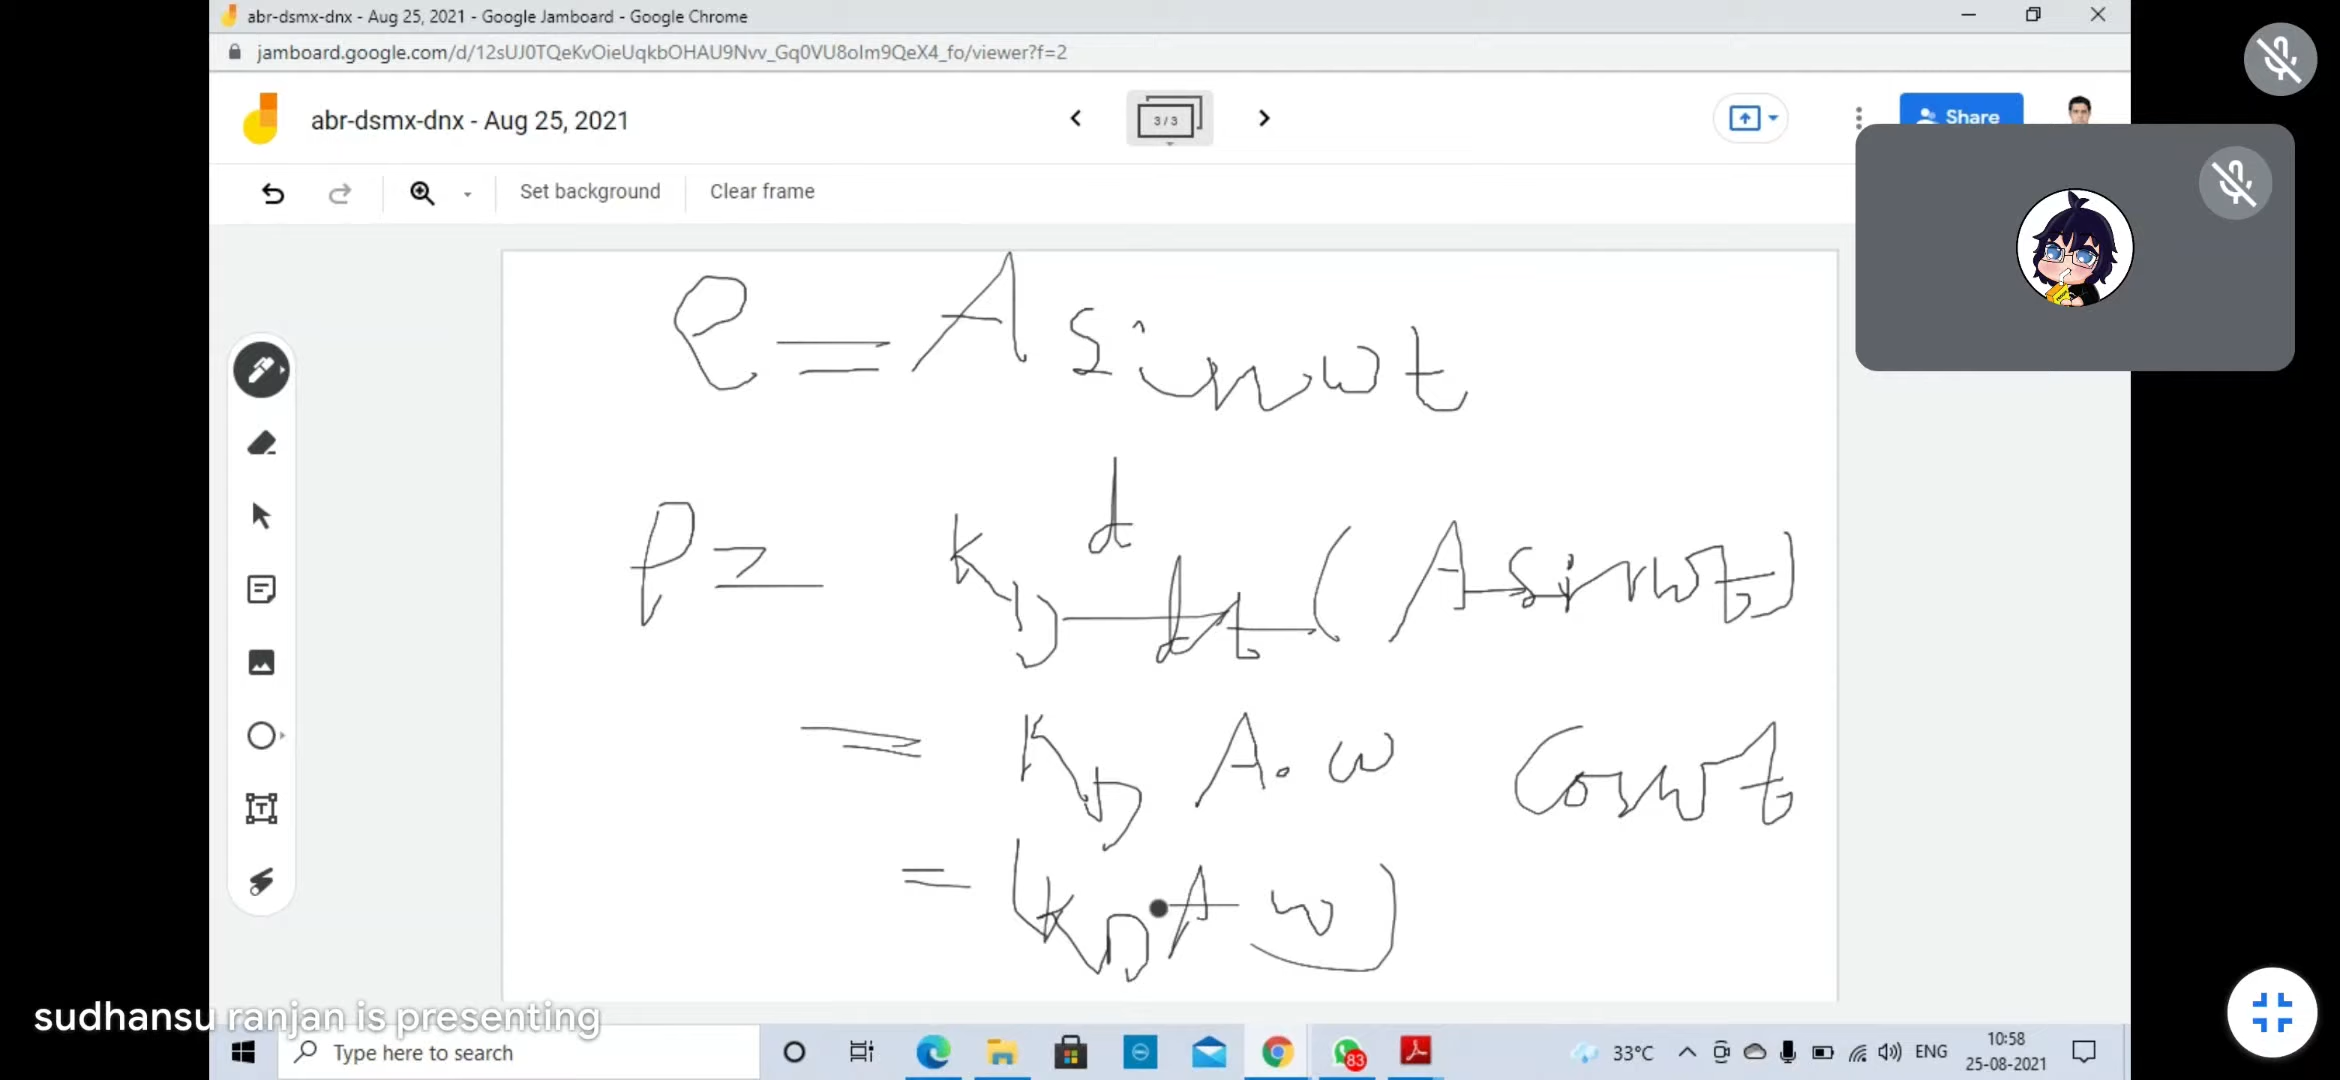 abr-dsmx-dnx - Aug 25, 2021 - Google Jamboard - Google Chrome
jamboard.google.com/d/12sUJ0TQeKvOieUqkbOHAU9Nvv_Gq0VU8oIm9QeX4_fo/viewer?f=2
abr-dsmx-dnx - Aug 25, 2021
3 / 3
Share
Set background
Clear frame
e = A sin ωt
P = K_D d/dt (A sin ωt)
= K_D A. ω cos ωt
= (K_D A ω)
sudhansu ranjan is presenting
Type here to search
83
33°C
ENG
10:58
25-08-2021